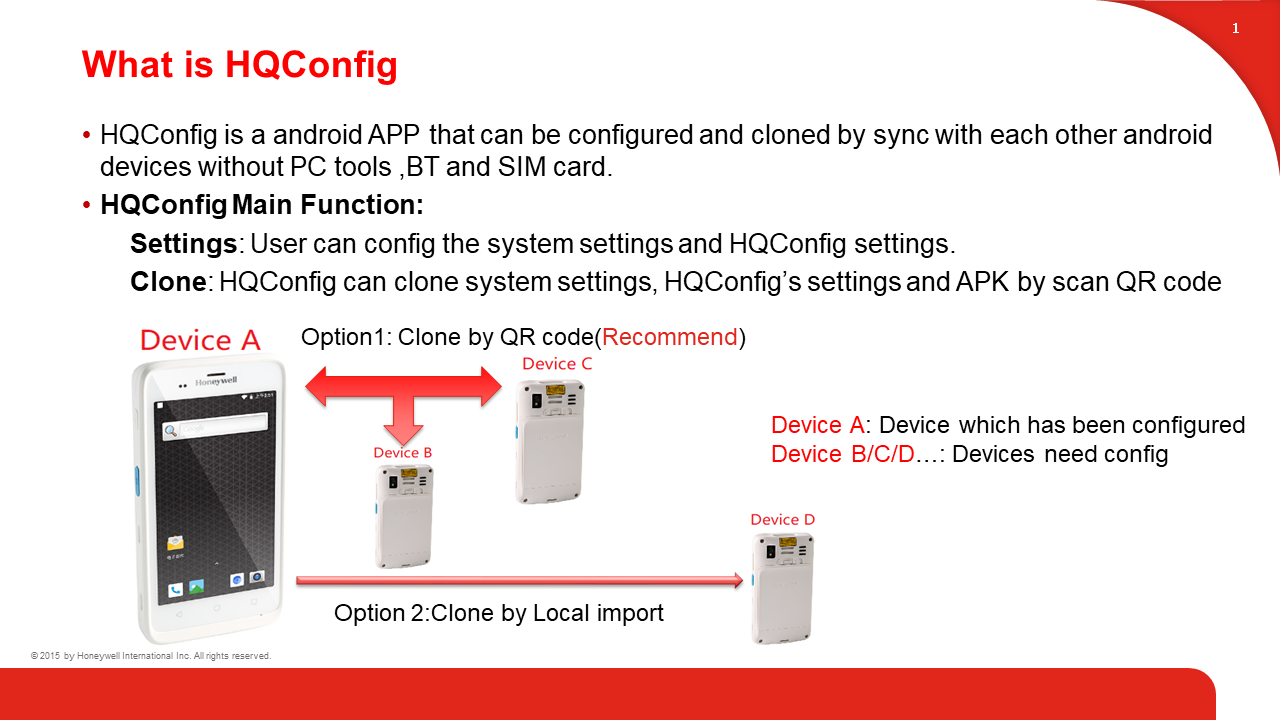 1
What is HQConfig
• HQConfig is a android APP that can be configured and cloned by sync with each other android
devices without PC tools ,BT and SIM card.
• HQConfig Main Function:
Settings: User can config the system settings and HQConfig settings.
Clone: HQConfig can clone system settings, HQConfig’s settings and APK by scan QR code
Device A
Option1: Clone by QR code(Recommend)
Device C
Honeywell
Device B
Device A: Device which has been configured
Device B/C/D…: Devices need config
Device D
Option 2:Clone by Local import
© 2015 by Honeywell International Inc. All rights reserved.